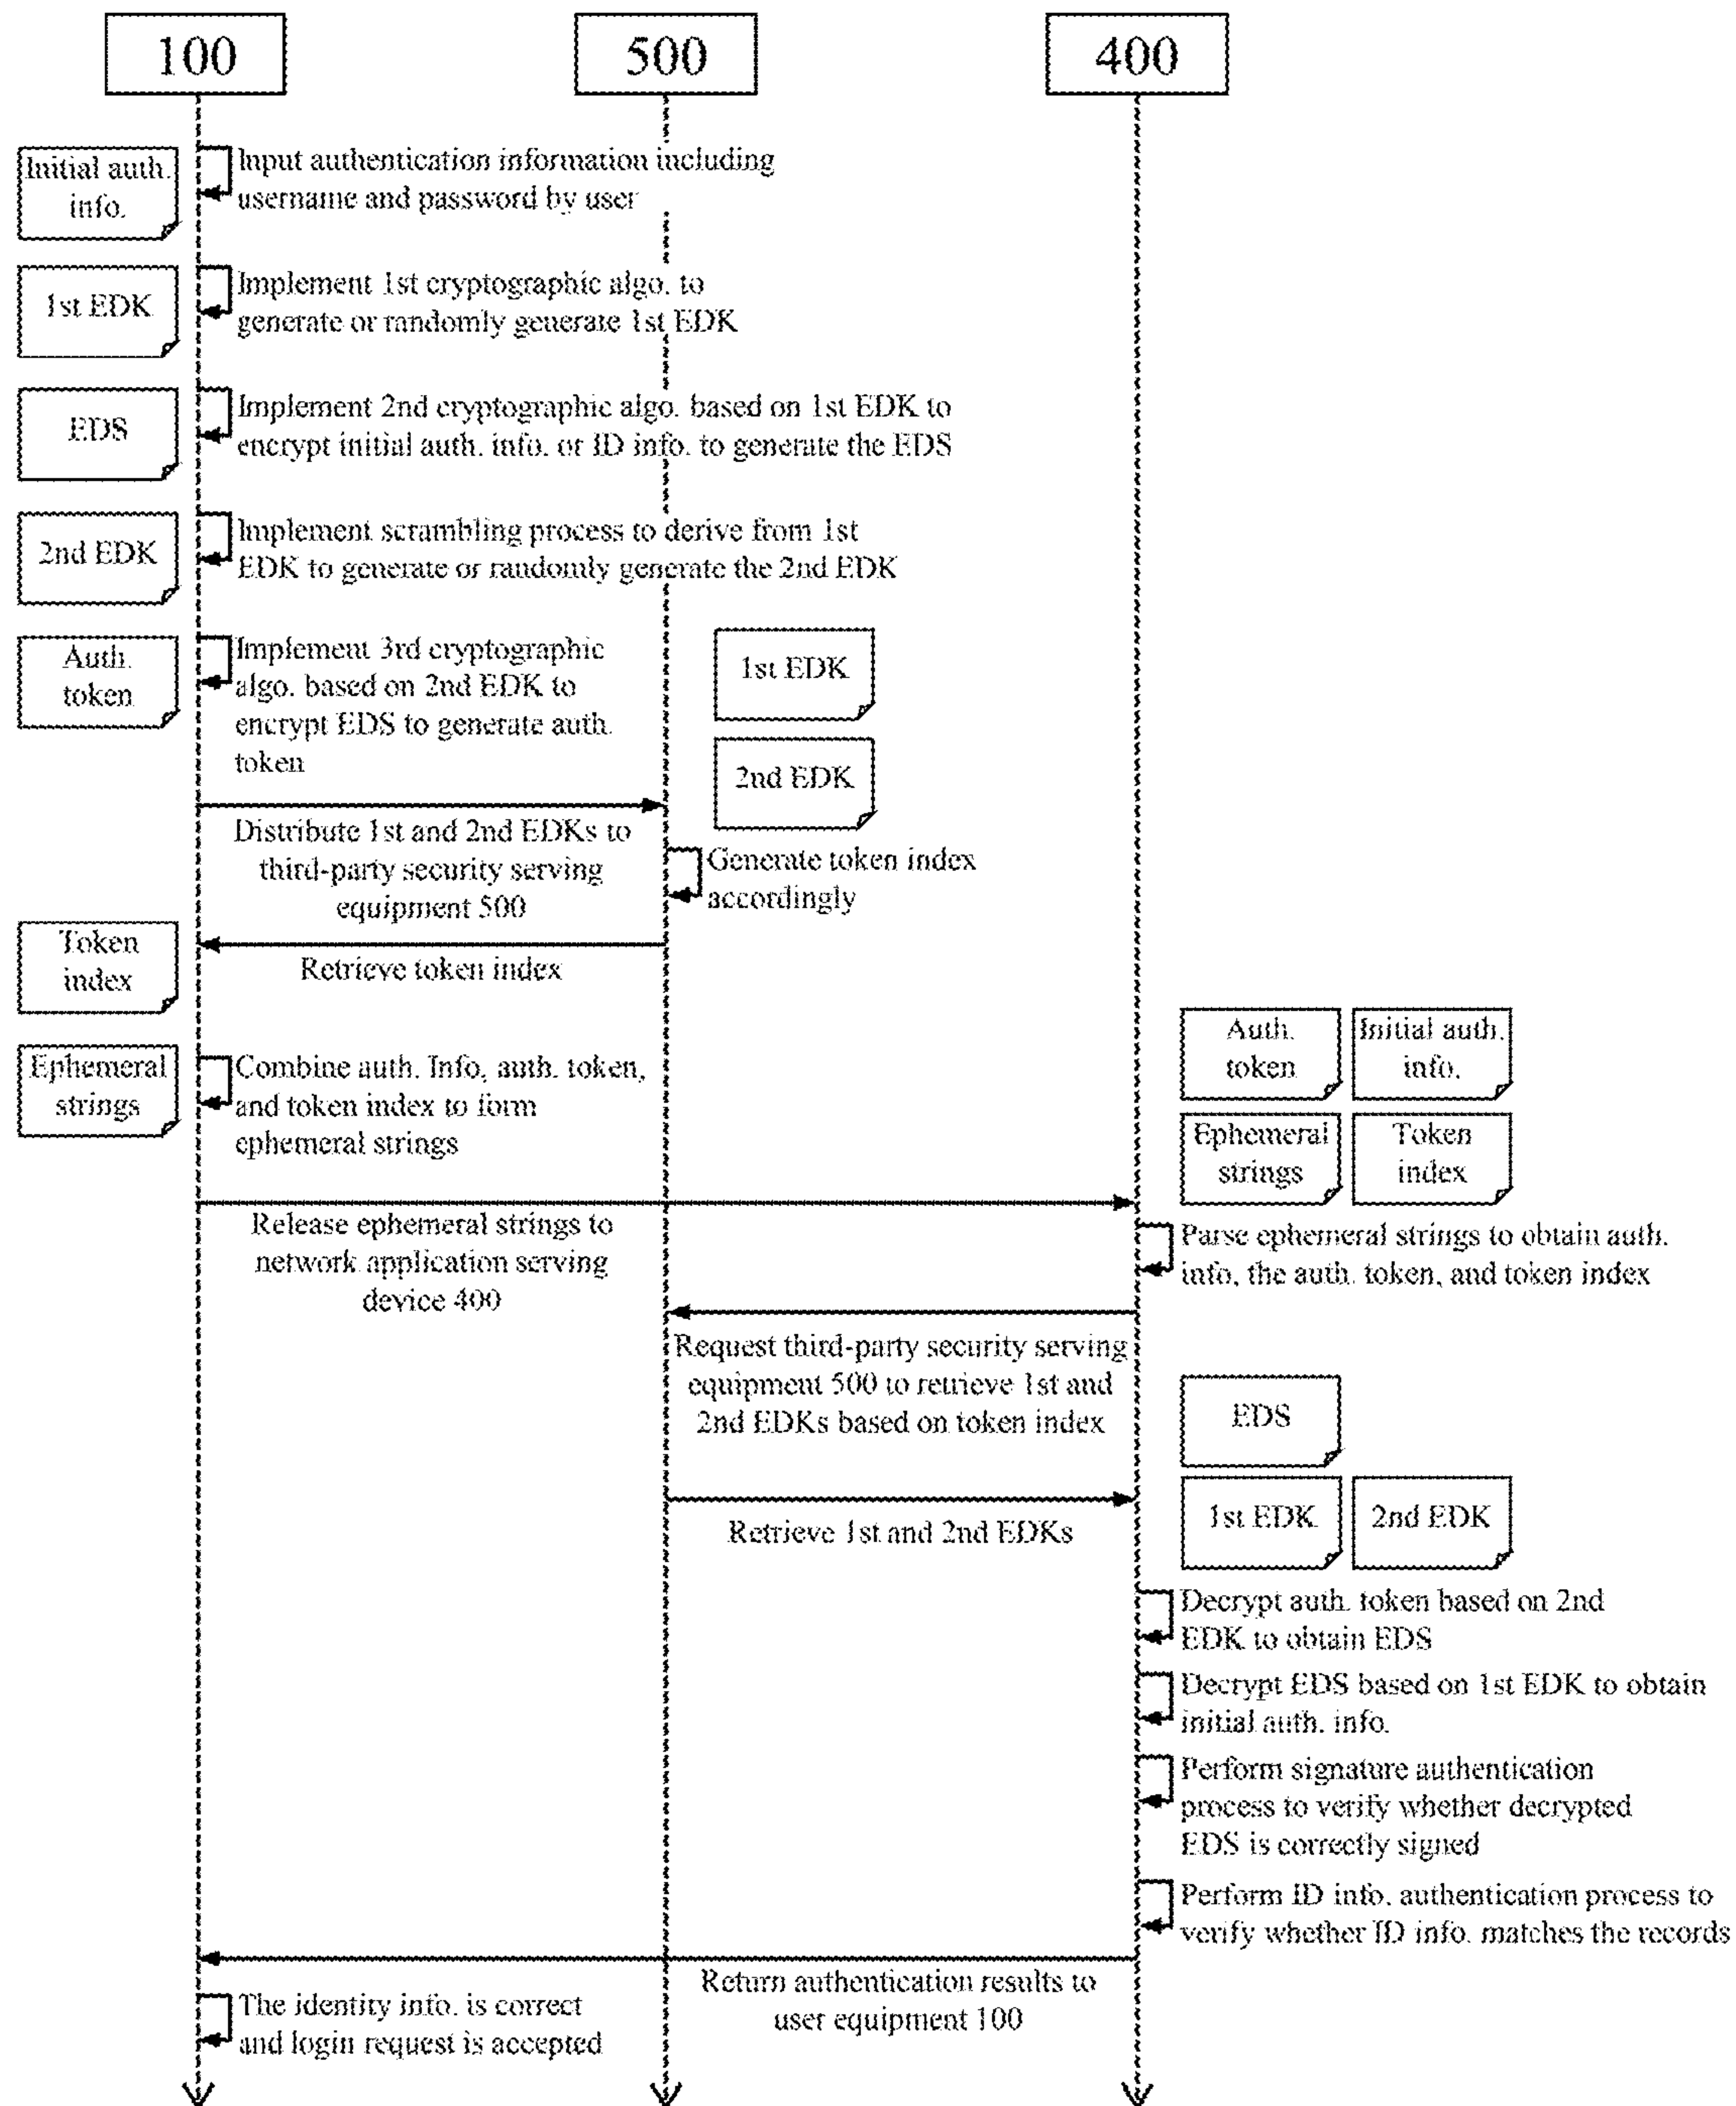 100
500
400
Initial auth.
info.
Input authentication information including
username and password by user
1st EDK
Implement 1st cryptographic algo. to
generate or randomly generate 1st EDK
EDS
Implement 2nd cryptographic algo. based on 1st EDK to
encrypt initial auth. info. or ID info. to generate the EDS
2nd EDK
Implement scrambling process to derive from 1st
EDK to generate or randomly generate the 2nd EDK
Auth.
token
Implement 3rd cryptographic
algo. based on 2nd EDK to
encrypt EDS to generate auth.
token
1st EDK
2nd EDK
Distribute 1st and 2nd EDKs to
third-party security serving
equipment 500
Generate token index
accordingly
Token
index
Retrieve token index
Ephemeral
strings
Combine auth. Info, auth. token,
and token index to form
ephemeral strings
Auth.
token
Initial auth.
info.
Ephemeral
strings
Token
index
Release ephemeral strings to
network application serving
device 400
Parse ephemeral strings to obtain auth.
info, the auth. token, and token index
Request third-party security serving
equipment 500 to retrieve 1st and
2nd EDKs based on token index
EDS
1st EDK
2nd EDK
Retrieve 1st and 2nd EDKs
Decrypt auth. token based on 2nd
EDK to obtain EDS
Decrypt EDS based on 1st EDK to obtain
initial auth. info.
Perform signature authentication
process to verify whether decrypted
EDS is correctly signed
Perform ID info. authentication process to
verify whether ID info. matches the records
Return authentication results to
user equipment 100
The identity info. is correct
and login request is accepted